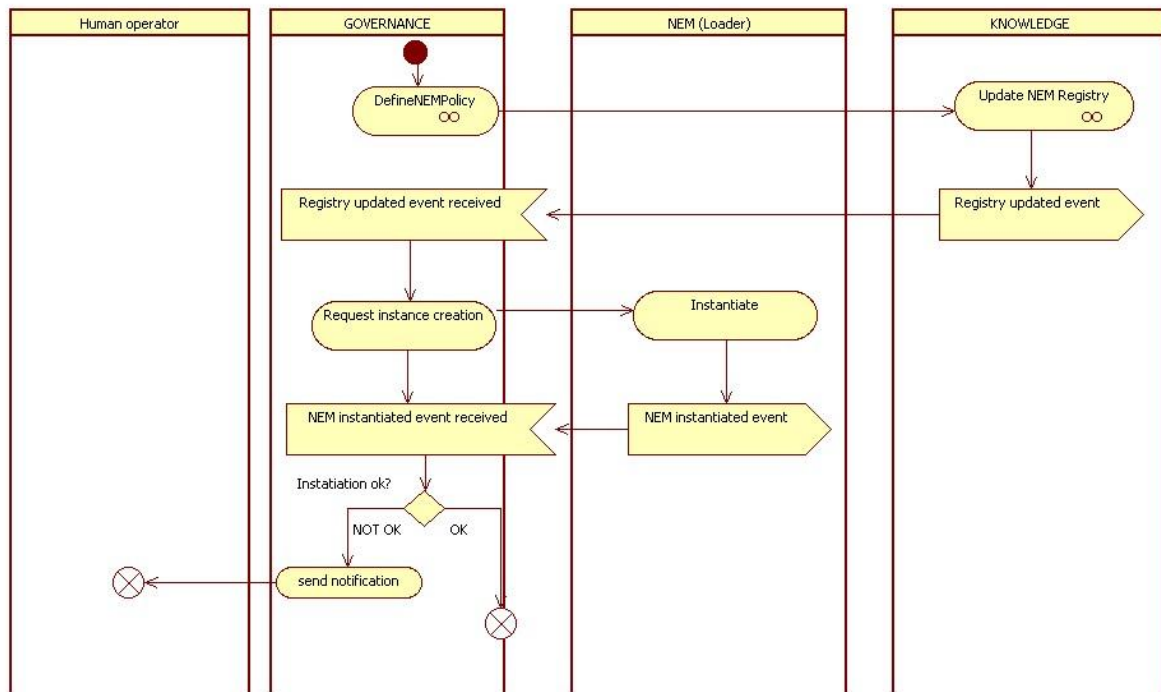 Human operator
GOVERNANCE
NEM (Loader)
KNOWLEDGE
DefineNEMPolicy
Update NEM Registry
Registry updated event received
Registry updated event
Request instance creation
Instantiate
NEM instantiated event received
NEM instantiated event
Instatiation ok?
NOT OK
OK
send notification